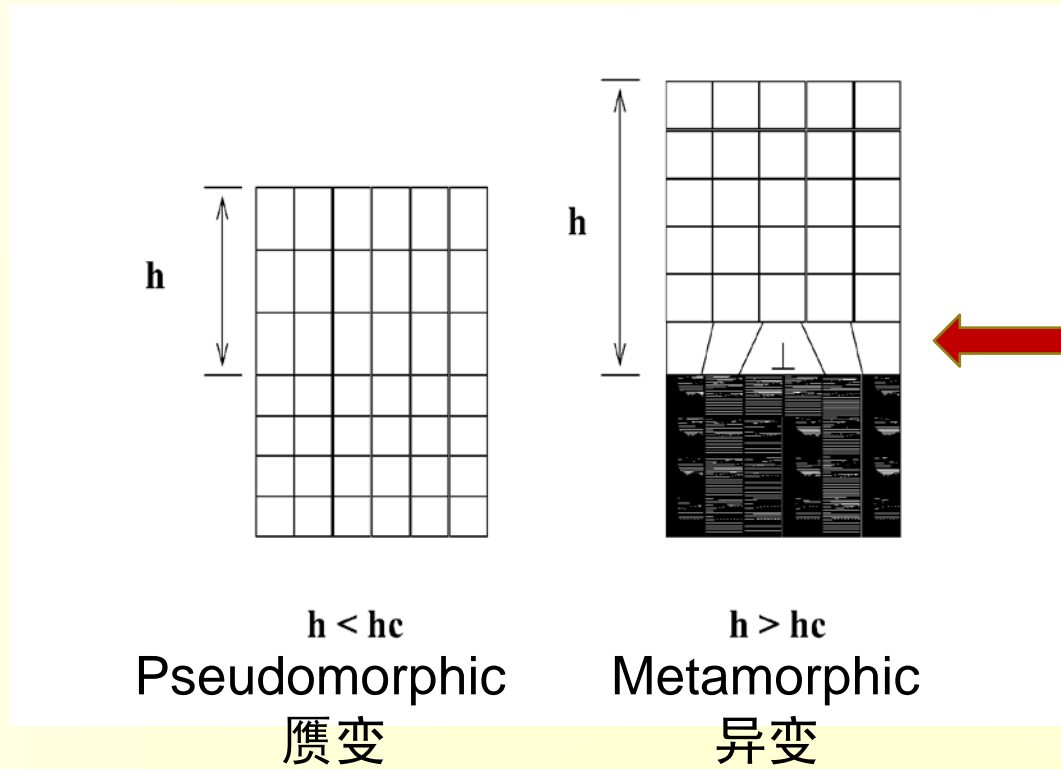 h
h
h < hc
h > hc
Pseudomorphic
Metamorphic
赝变
异变